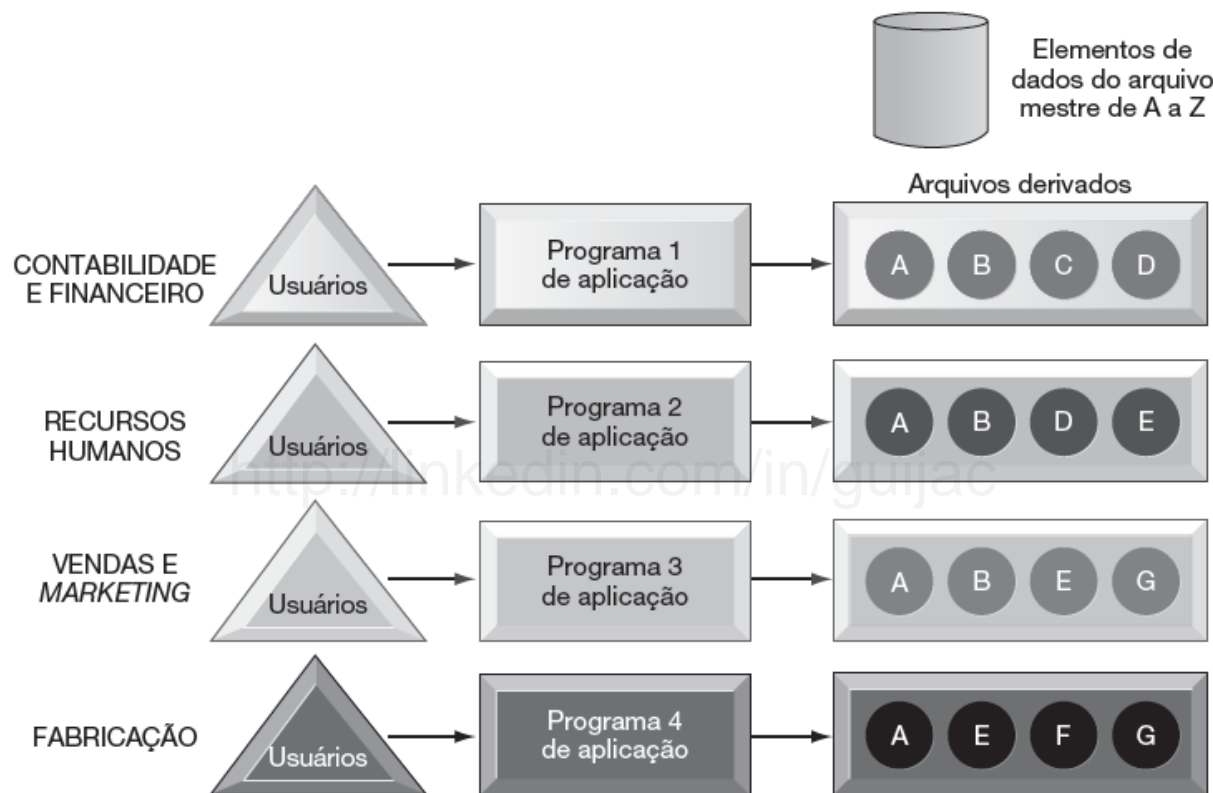 Elementos de
dados do arquivo
mestre de A a Z
Arquivos derivados
CONTABILIDADE
E FINANCEIRO
Usuários
Programa 1
de aplicação
A B C D
RECURSOS
HUMANOS
Usuários
Programa 2
de aplicação
A B D E
http://linkedin.com/in/guijac
VENDAS E
MARKETING
Usuários
Programa 3
de aplicação
A B E G
FABRICAÇÃO
Usuários
Programa 4
de aplicação
A E F G